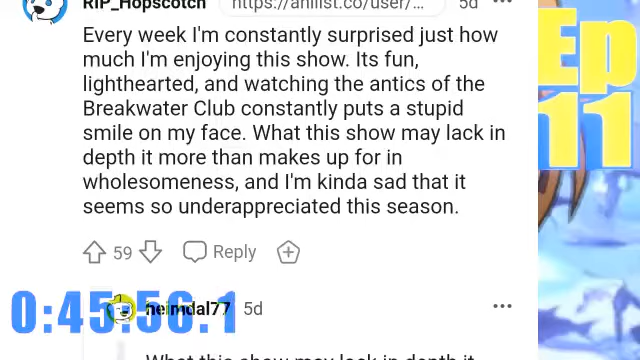 RIP_Hopscotch https://anilist.co/user/... 5d ...
Every week I'm constantly surprised just how
much I'm enjoying this show. Its fun,
lighthearted, and watching the antics of the
Breakwater Club constantly puts a stupid
smile on my face. What this show may lack in
depth it more than makes up for in
wholesomeness, and I'm kinda sad that it
seems so underappreciated this season.
59 Reply
heimdal77 5d ...
0:45:56.1
What this show may lack in depth it
Ep
11